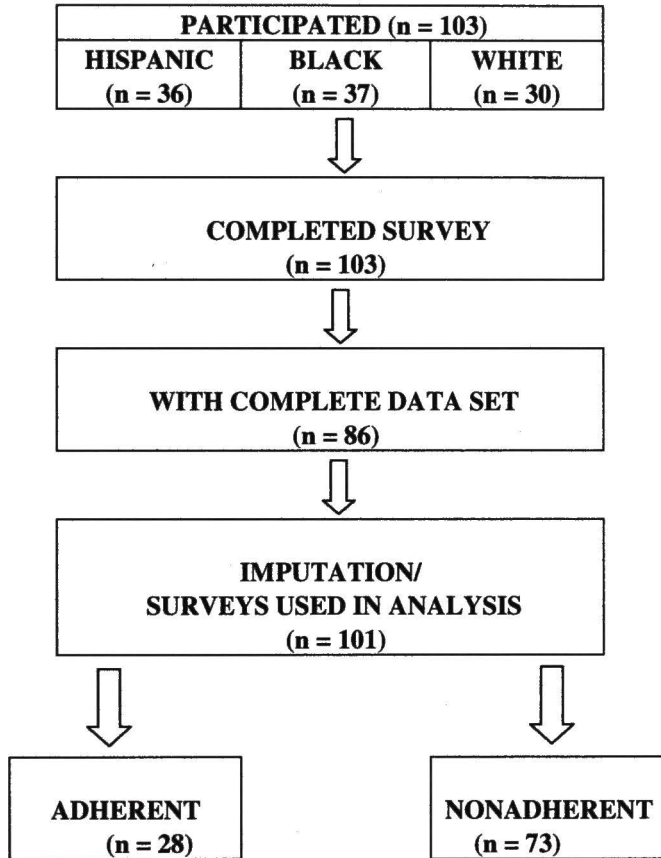 PARTICIPATED (n = 103)
HISPANIC
(n = 36)
BLACK
(n = 37)
WHITE
(n = 30)
COMPLETED SURVEY
(n = 103)
WITH COMPLETE DATA SET
(n = 86)
IMPUTATION/
SURVEYS USED IN ANALYSIS
(n = 101)
ADHERENT
(n = 28)
NONADHERENT
(n = 73)